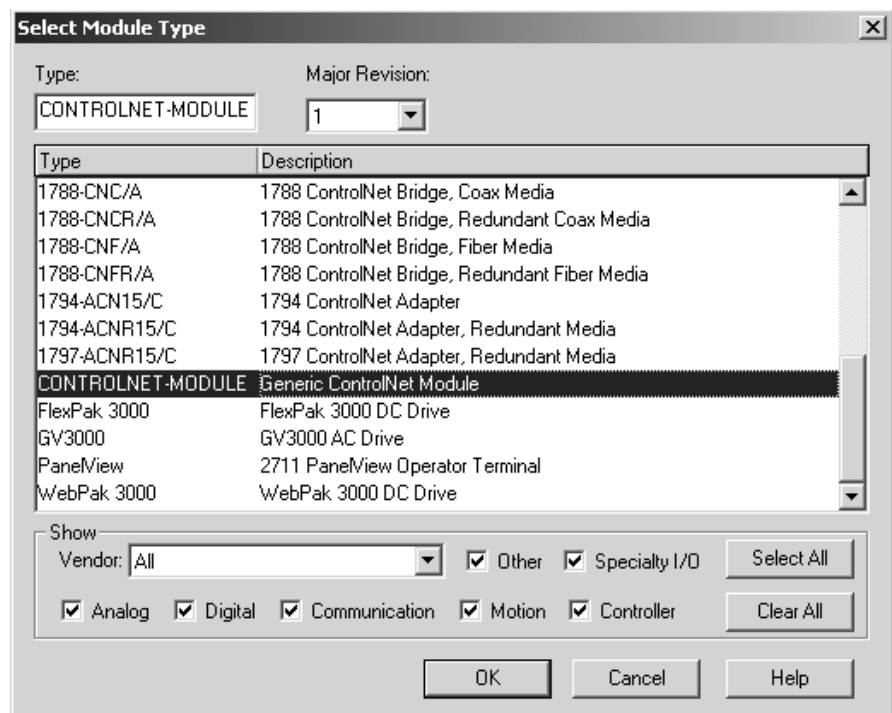 Select Module Type
Type: Major Revision:
CONTROLNET-MODULE 1
Type Description
1788-CNC/A 1788 ControlNet Bridge, Coax Media
1788-CNCR/A 1788 ControlNet Bridge, Redundant Coax Media
1788-CNF/A 1788 ControlNet Bridge, Fiber Media
1788-CNFR/A 1788 ControlNet Bridge, Redundant Fiber Media
1794-ACN15/C 1794 ControlNet Adapter
1794-ACNR15/C 1794 ControlNet Adapter, Redundant Media
1797-ACNR15/C 1797 ControlNet Adapter, Redundant Media
CONTROLNET-MODULE Generic ControlNet Module
FlexPak 3000 FlexPak 3000 DC Drive
GV3000 GV3000 AC Drive
PanelView 2711 PanelView Operator Terminal
WebPak 3000 WebPak 3000 DC Drive
Show
Vendor: All Other Specialty I/O Select All
Analog Digital Communication Motion Controller Clear All
OK Cancel Help